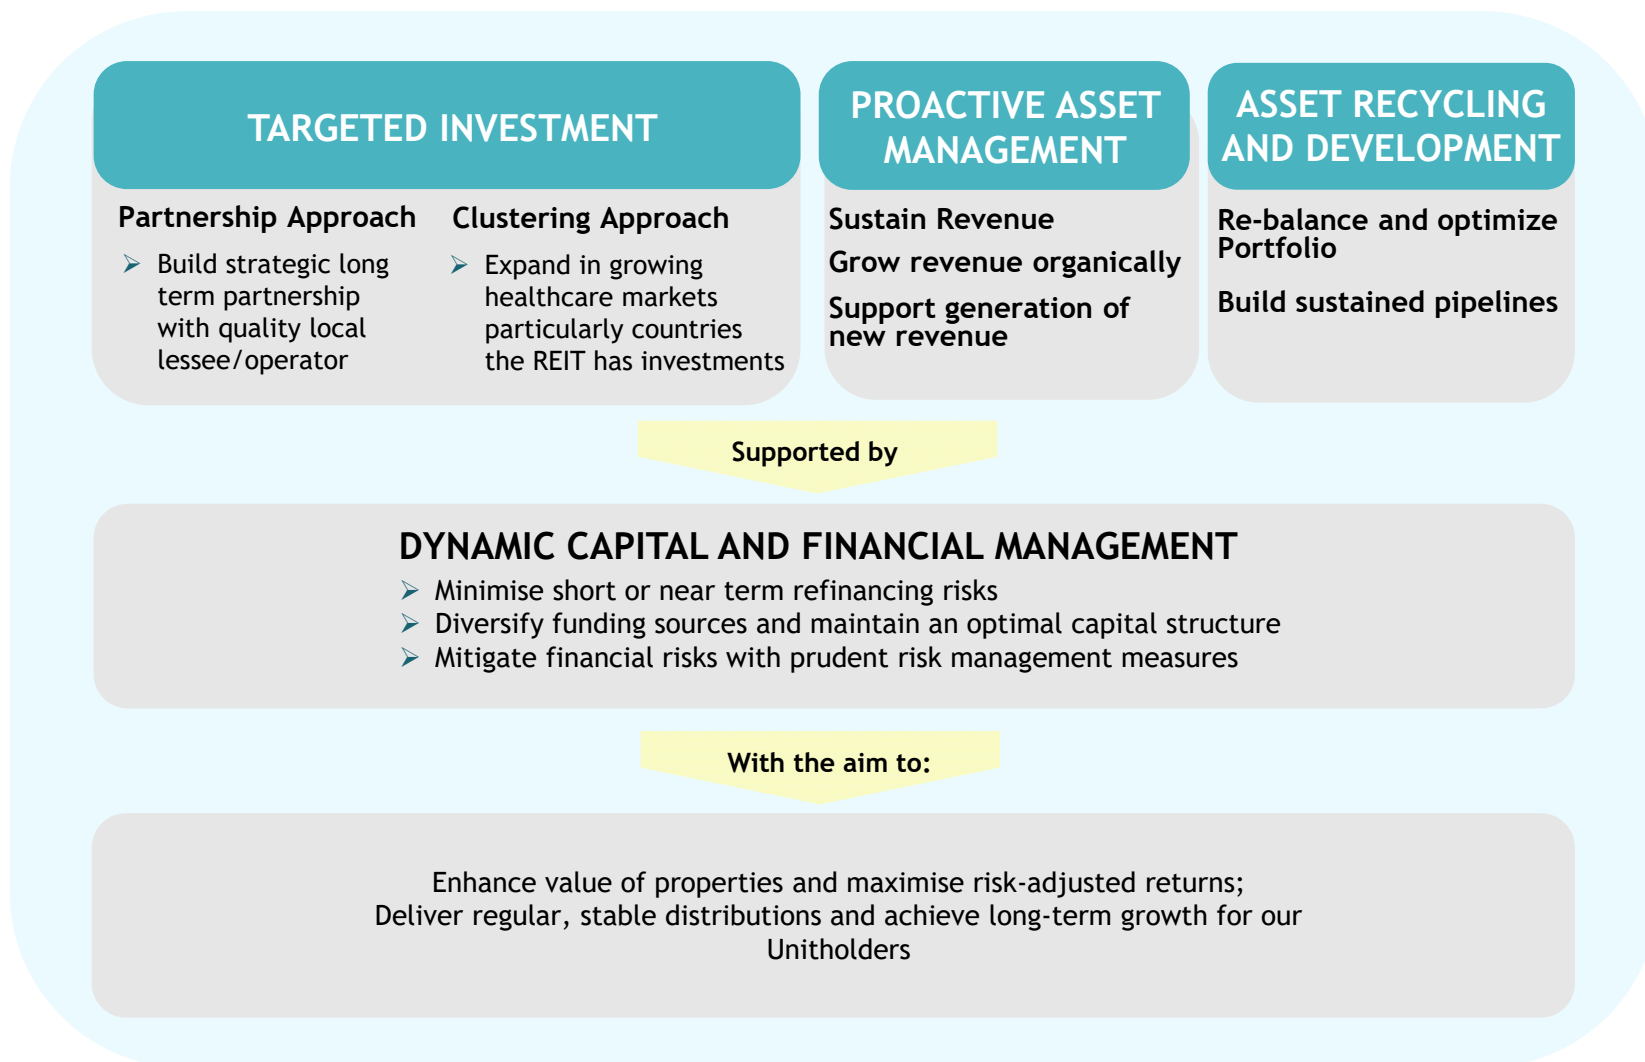 TARGETED INVESTMENT
Partnership Approach
Build strategic long
term partnership
with quality local
lessee/operator
Clustering Approach
Expand in growing
healthcare markets
particularly countries
the REIT has investments
PROACTIVE ASSET
MANAGEMENT
Sustain Revenue
Grow revenue organically
Support generation of
new revenue
ASSET RECYCLING
AND DEVELOPMENT
Re-balance and optimize
Portfolio
Build sustained pipelines
Supported by
DYNAMIC CAPITAL AND FINANCIAL MANAGEMENT
Minimise short or near term refinancing risks
Diversify funding sources and maintain an optimal capital structure
Mitigate financial risks with prudent risk management measures
With the aim to:
Enhance value of properties and maximise risk-adjusted returns;
Deliver regular, stable distributions and achieve long-term growth for our
Unitholders